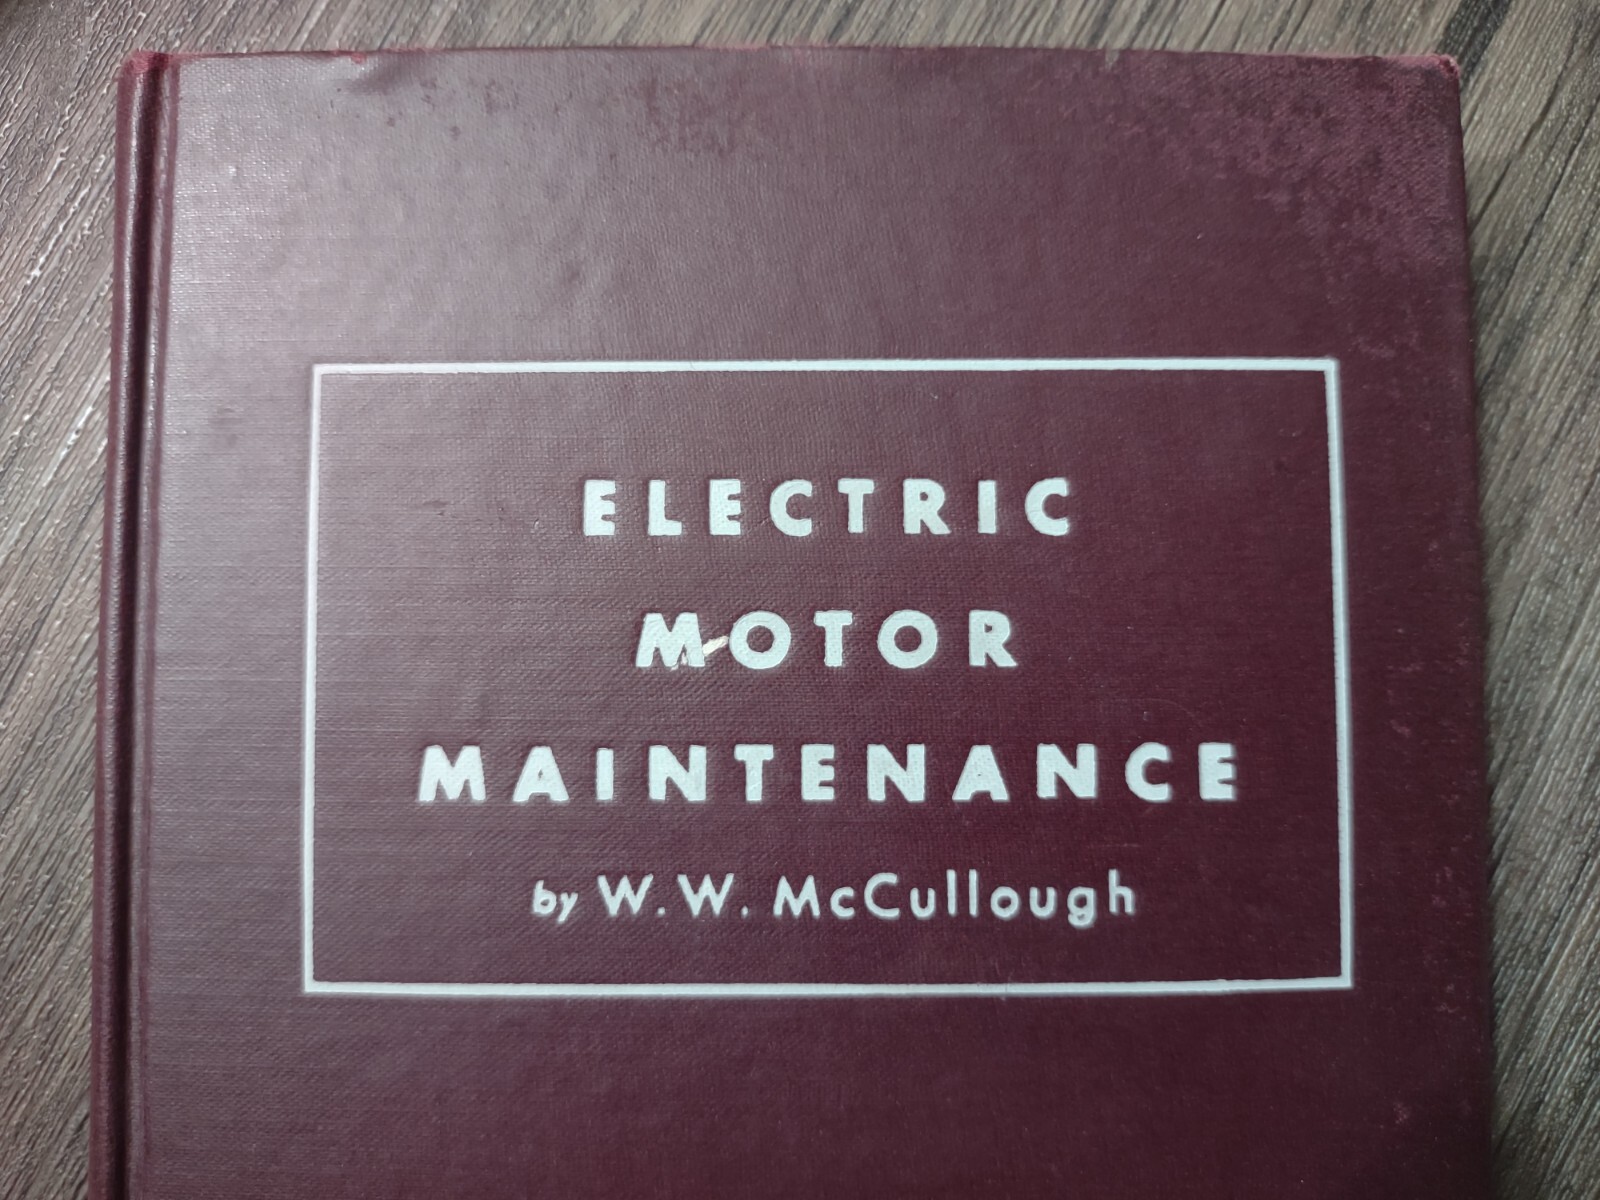 ELECTRIC
MOTOR
MAINTENANCE
by W. W. McCullough